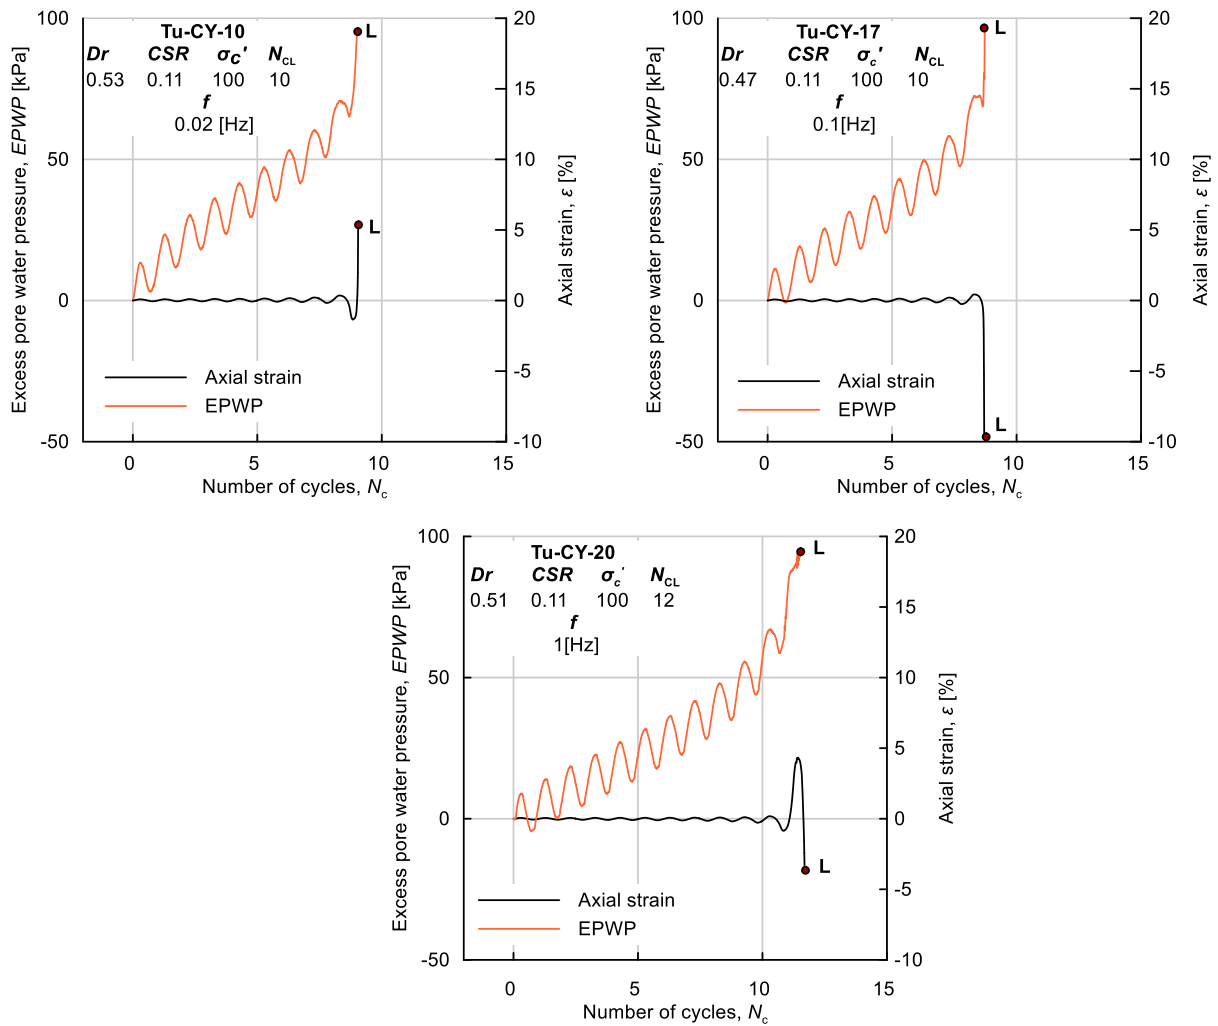 Tu-CY-10
Dr CSR σc' NCL
0.53 0.11 100 10
f
0.02 [Hz]
L
L
Axial strain
EPWP
100
50
0
-50
20
15
10
5
0
-5
-10
0 5 10 15
Number of cycles, Nc
Excess pore water pressure, EPWP [kPa]
Axial strain, ε [%]
Tu-CY-17
Dr CSR σc' NCL
0.47 0.11 100 10
f
0.1[Hz]
L
L
Axial strain
EPWP
100
50
0
-50
20
15
10
5
0
-5
-10
0 5 10 15
Number of cycles, Nc
Excess pore water pressure, EPWP [kPa]
Axial strain, ε [%]
Tu-CY-20
Dr CSR σc' NCL
0.51 0.11 100 12
f
1[Hz]
L
L
Axial strain
EPWP
100
50
0
-50
20
15
10
5
0
-5
-10
0 5 10 15
Number of cycles, Nc
Excess pore water pressure, EPWP [kPa]
Axial strain, ε [%]